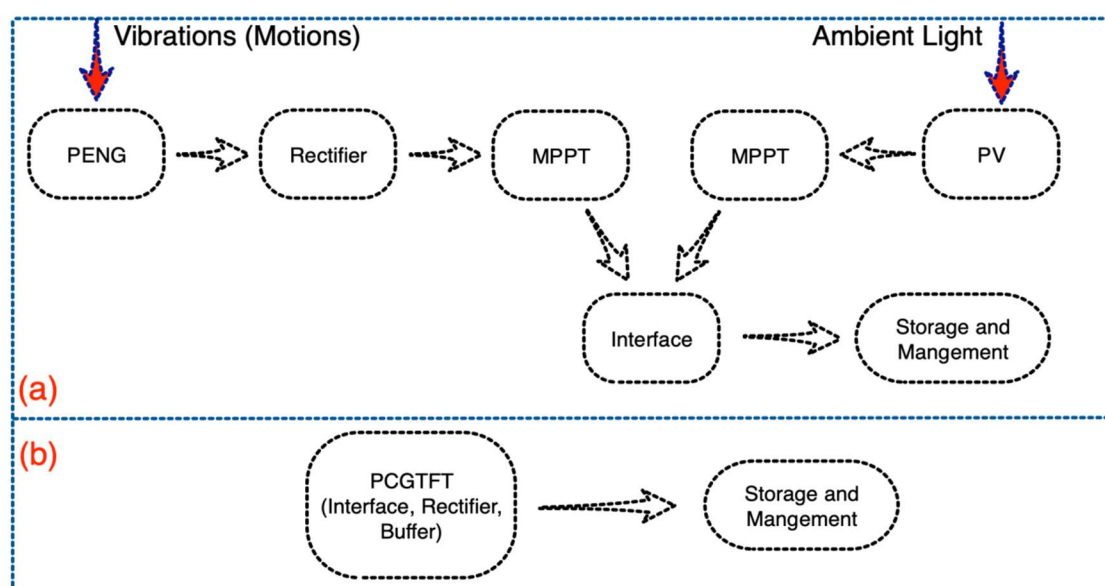 Vibrations (Motions)
Ambient Light
PENG
Rectifier
MPPT
MPPT
PV
Interface
Storage and
Mangement
(a)
(b)
PCGTFT
(Interface, Rectifier,
Buffer)
Storage and
Mangement